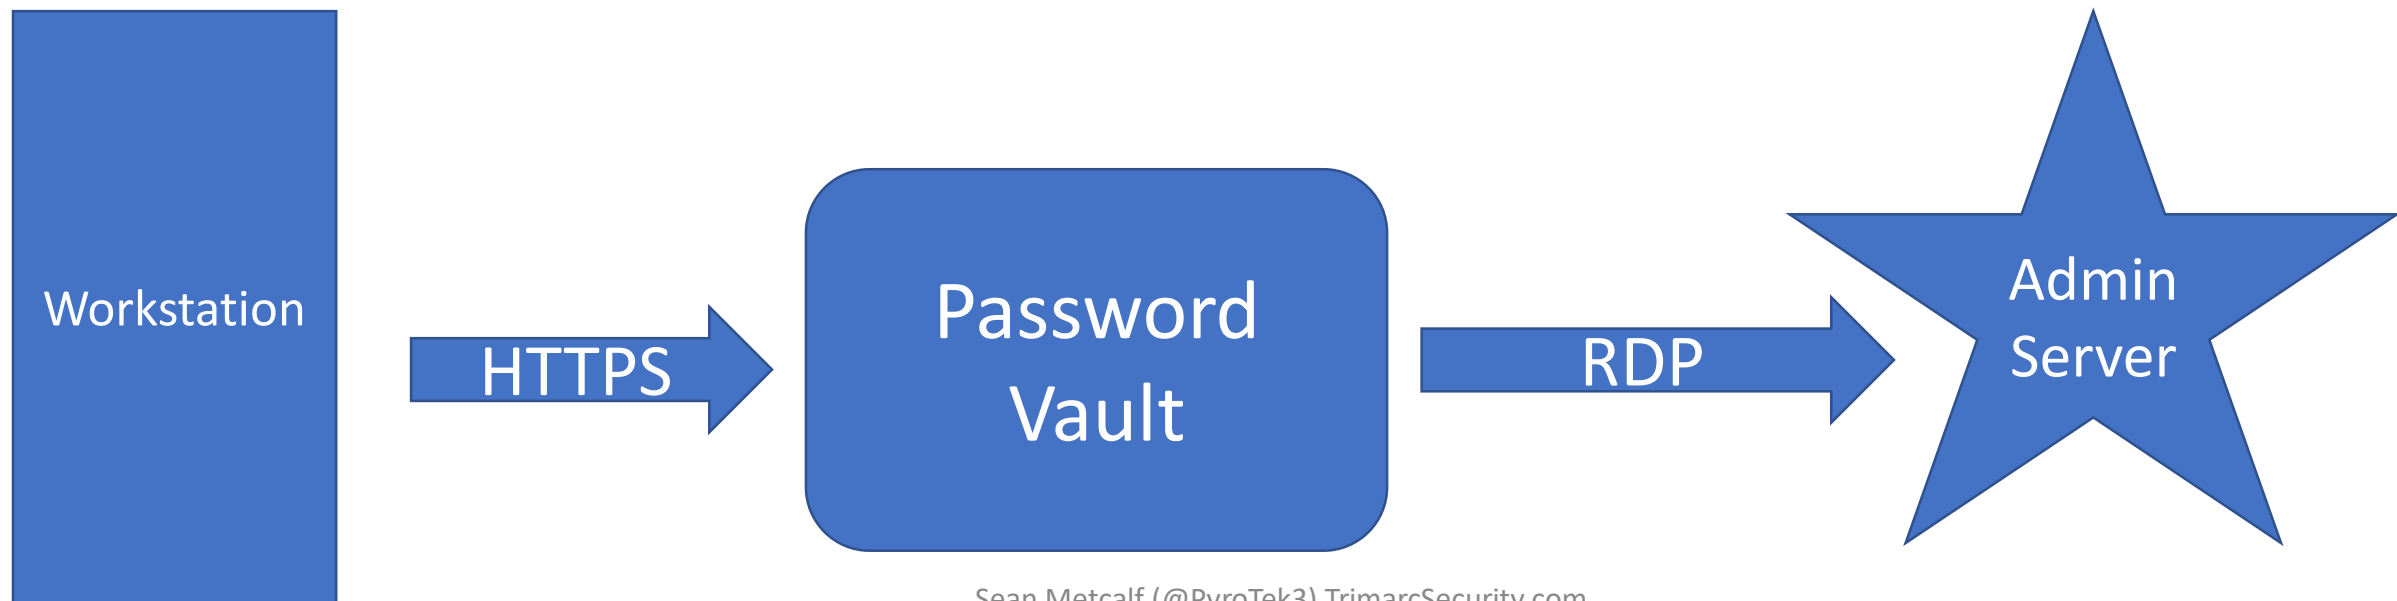 Workstation
HTTPS
Password
Vault
RDP
Admin
Server
Sean Metcalf (@PyroTek3) TrimarcSecurity.com